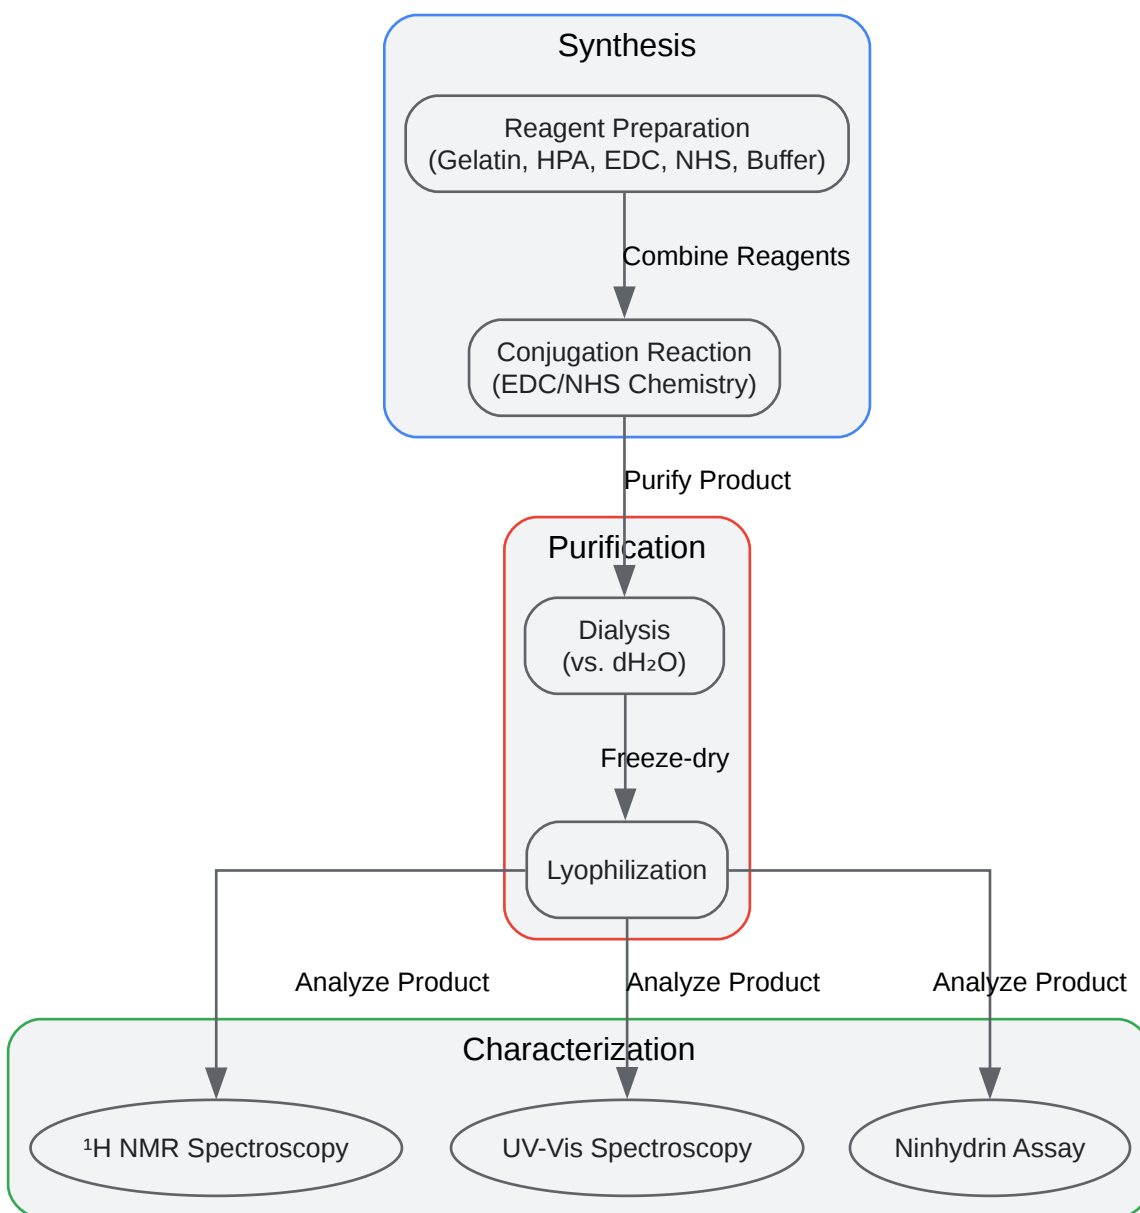 Synthesis
Reagent Preparation
(Gelatin, HPA, EDC, NHS, Buffer)
Combine Reagents
Conjugation Reaction
(EDC/NHS Chemistry)
Purify Product
Purification
Dialysis
(vs. dH₂O)
Freeze-dry
Lyophilization
Analyze Product
Analyze Product
Analyze Product
Characterization
¹H NMR Spectroscopy
UV-Vis Spectroscopy
Ninhydrin Assay